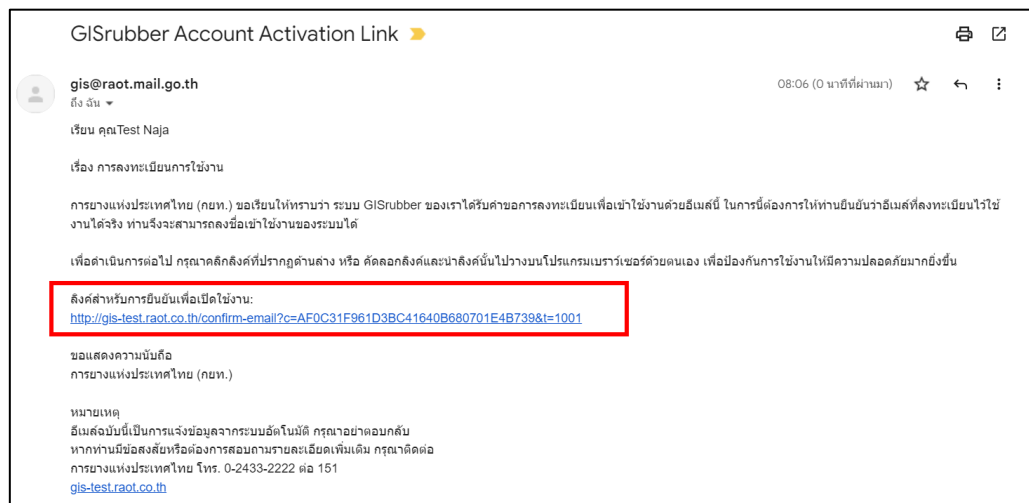 GISrubber Account Activation Link
gis@raot.mail.go.th
08:06 (0 นาทีที่ผ่านมา)
ถึง ฉัน
เรียน คุณTest Naja
เรื่อง การลงทะเบียนการใช้งาน
การยางแห่งประเทศไทย (กยท.) ขอเรียนให้ทราบว่า ระบบ GISrubber ของเราได้รับคำขอการลงทะเบียนเพื่อเข้าใช้งานด้วยอีเมล์นี้ ในการนี้ต้องการให้ท่านยืนยันว่าอีเมล์ที่ลงทะเบียนไว้ใช้
งานได้จริง ท่านจึงจะสามารถลงชื่อเข้าใช้งานของระบบได้
เพื่อดำเนินการต่อไป กรุณาคลิกลิงค์ที่ปรากฏด้านล่าง หรือ คัดลอกลิงค์และนำลิงค์นั้นไปวางบนโปรแกรมเบราว์เซอร์ด้วยตนเอง เพื่อป้องกันการใช้งานให้มีความปลอดภัยมากยิ่งขึ้น
ลิงค์สำหรับการยืนยันเพื่อเปิดใช้งาน:
http://gis-test.raot.co.th/confirm-email?c=AF0C31F961D3BC41640B680701E4B739&t=1001
ขอแสดงความนับถือ
การยางแห่งประเทศไทย (กยท.)
หมายเหตุ
อีเมล์ฉบับนี้เป็นการแจ้งข้อมูลจากระบบอัตโนมัติ กรุณาอย่าตอบกลับ
หากท่านมีข้อสงสัยหรือต้องการสอบถามรายละเอียดเพิ่มเติม กรุณาติดต่อ
การยางแห่งประเทศไทย โทร. 0-2433-2222 ต่อ 151
gis-test.raot.co.th